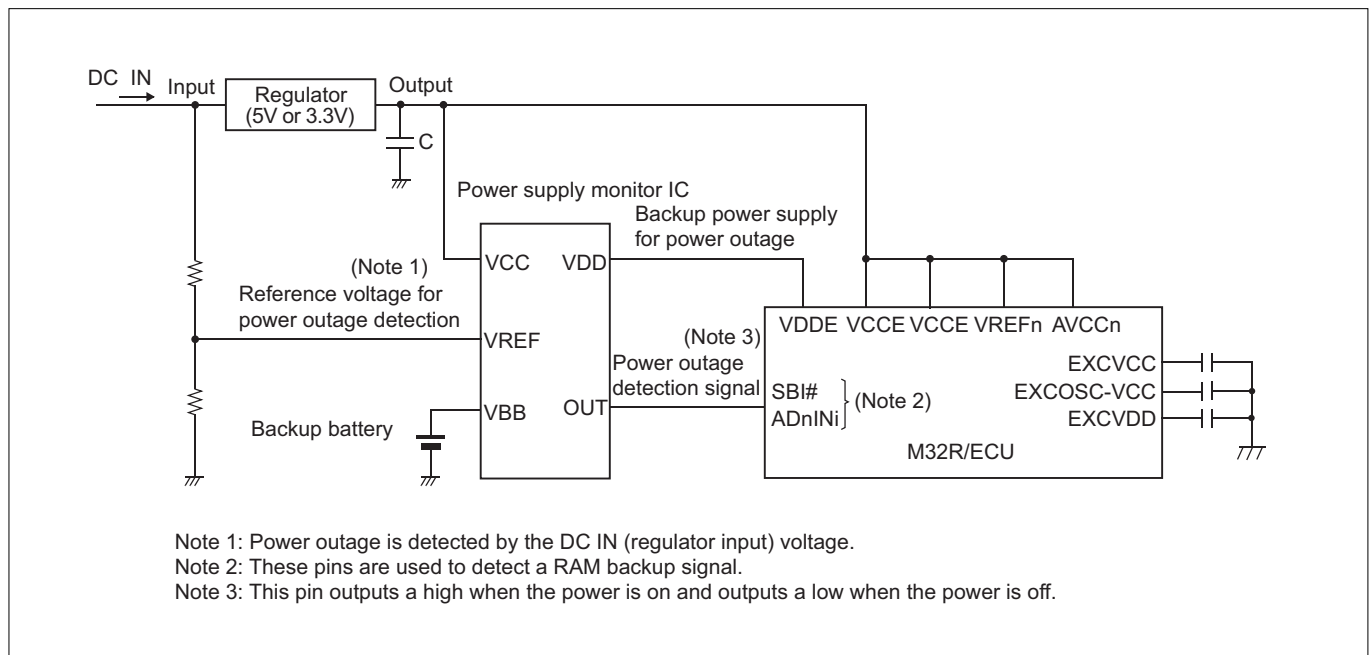 DC IN
Input
Regulator
(5V or 3.3V)
Output
C
Power supply monitor IC
Backup power supply
for power outage
(Note 1)
Reference voltage for
power outage detection
VCC
VDD
VREF
VBB
OUT
Backup battery
(Note 3)
Power outage
detection signal
VDDE VCCE VCCE VREFn AVCCn
SBI#
ADnINi
(Note 2)
EXCVCC
EXCOSC-VCC
EXCVDD
M32R/ECU
Note 1: Power outage is detected by the DC IN (regulator input) voltage.
Note 2: These pins are used to detect a RAM backup signal.
Note 3: This pin outputs a high when the power is on and outputs a low when the power is off.